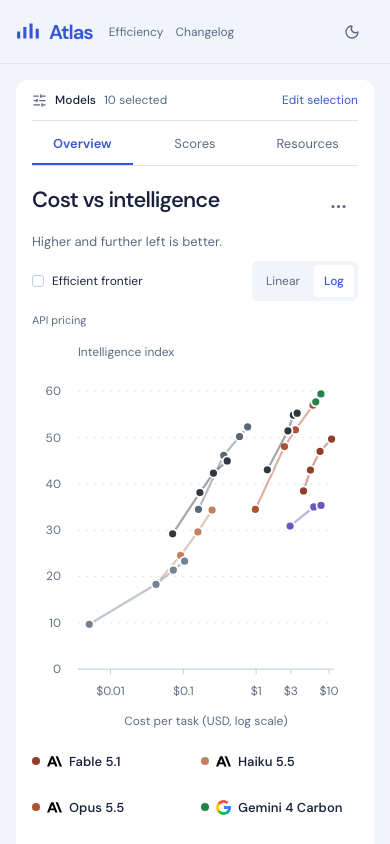 Atlas Efficiency Changelog
Models 10 selected Edit selection
Overview Scores Resources
Cost vs intelligence ...
Higher and further left is better.
Efficient frontier Linear Log
API pricing
Intelligence index
60
50
40
30
20
10
0
$0.01 $0.1 $1 $3 $10
Cost per task (USD, log scale)
Fable 5.1 Haiku 5.5
Opus 5.5 Gemini 4 Carbon